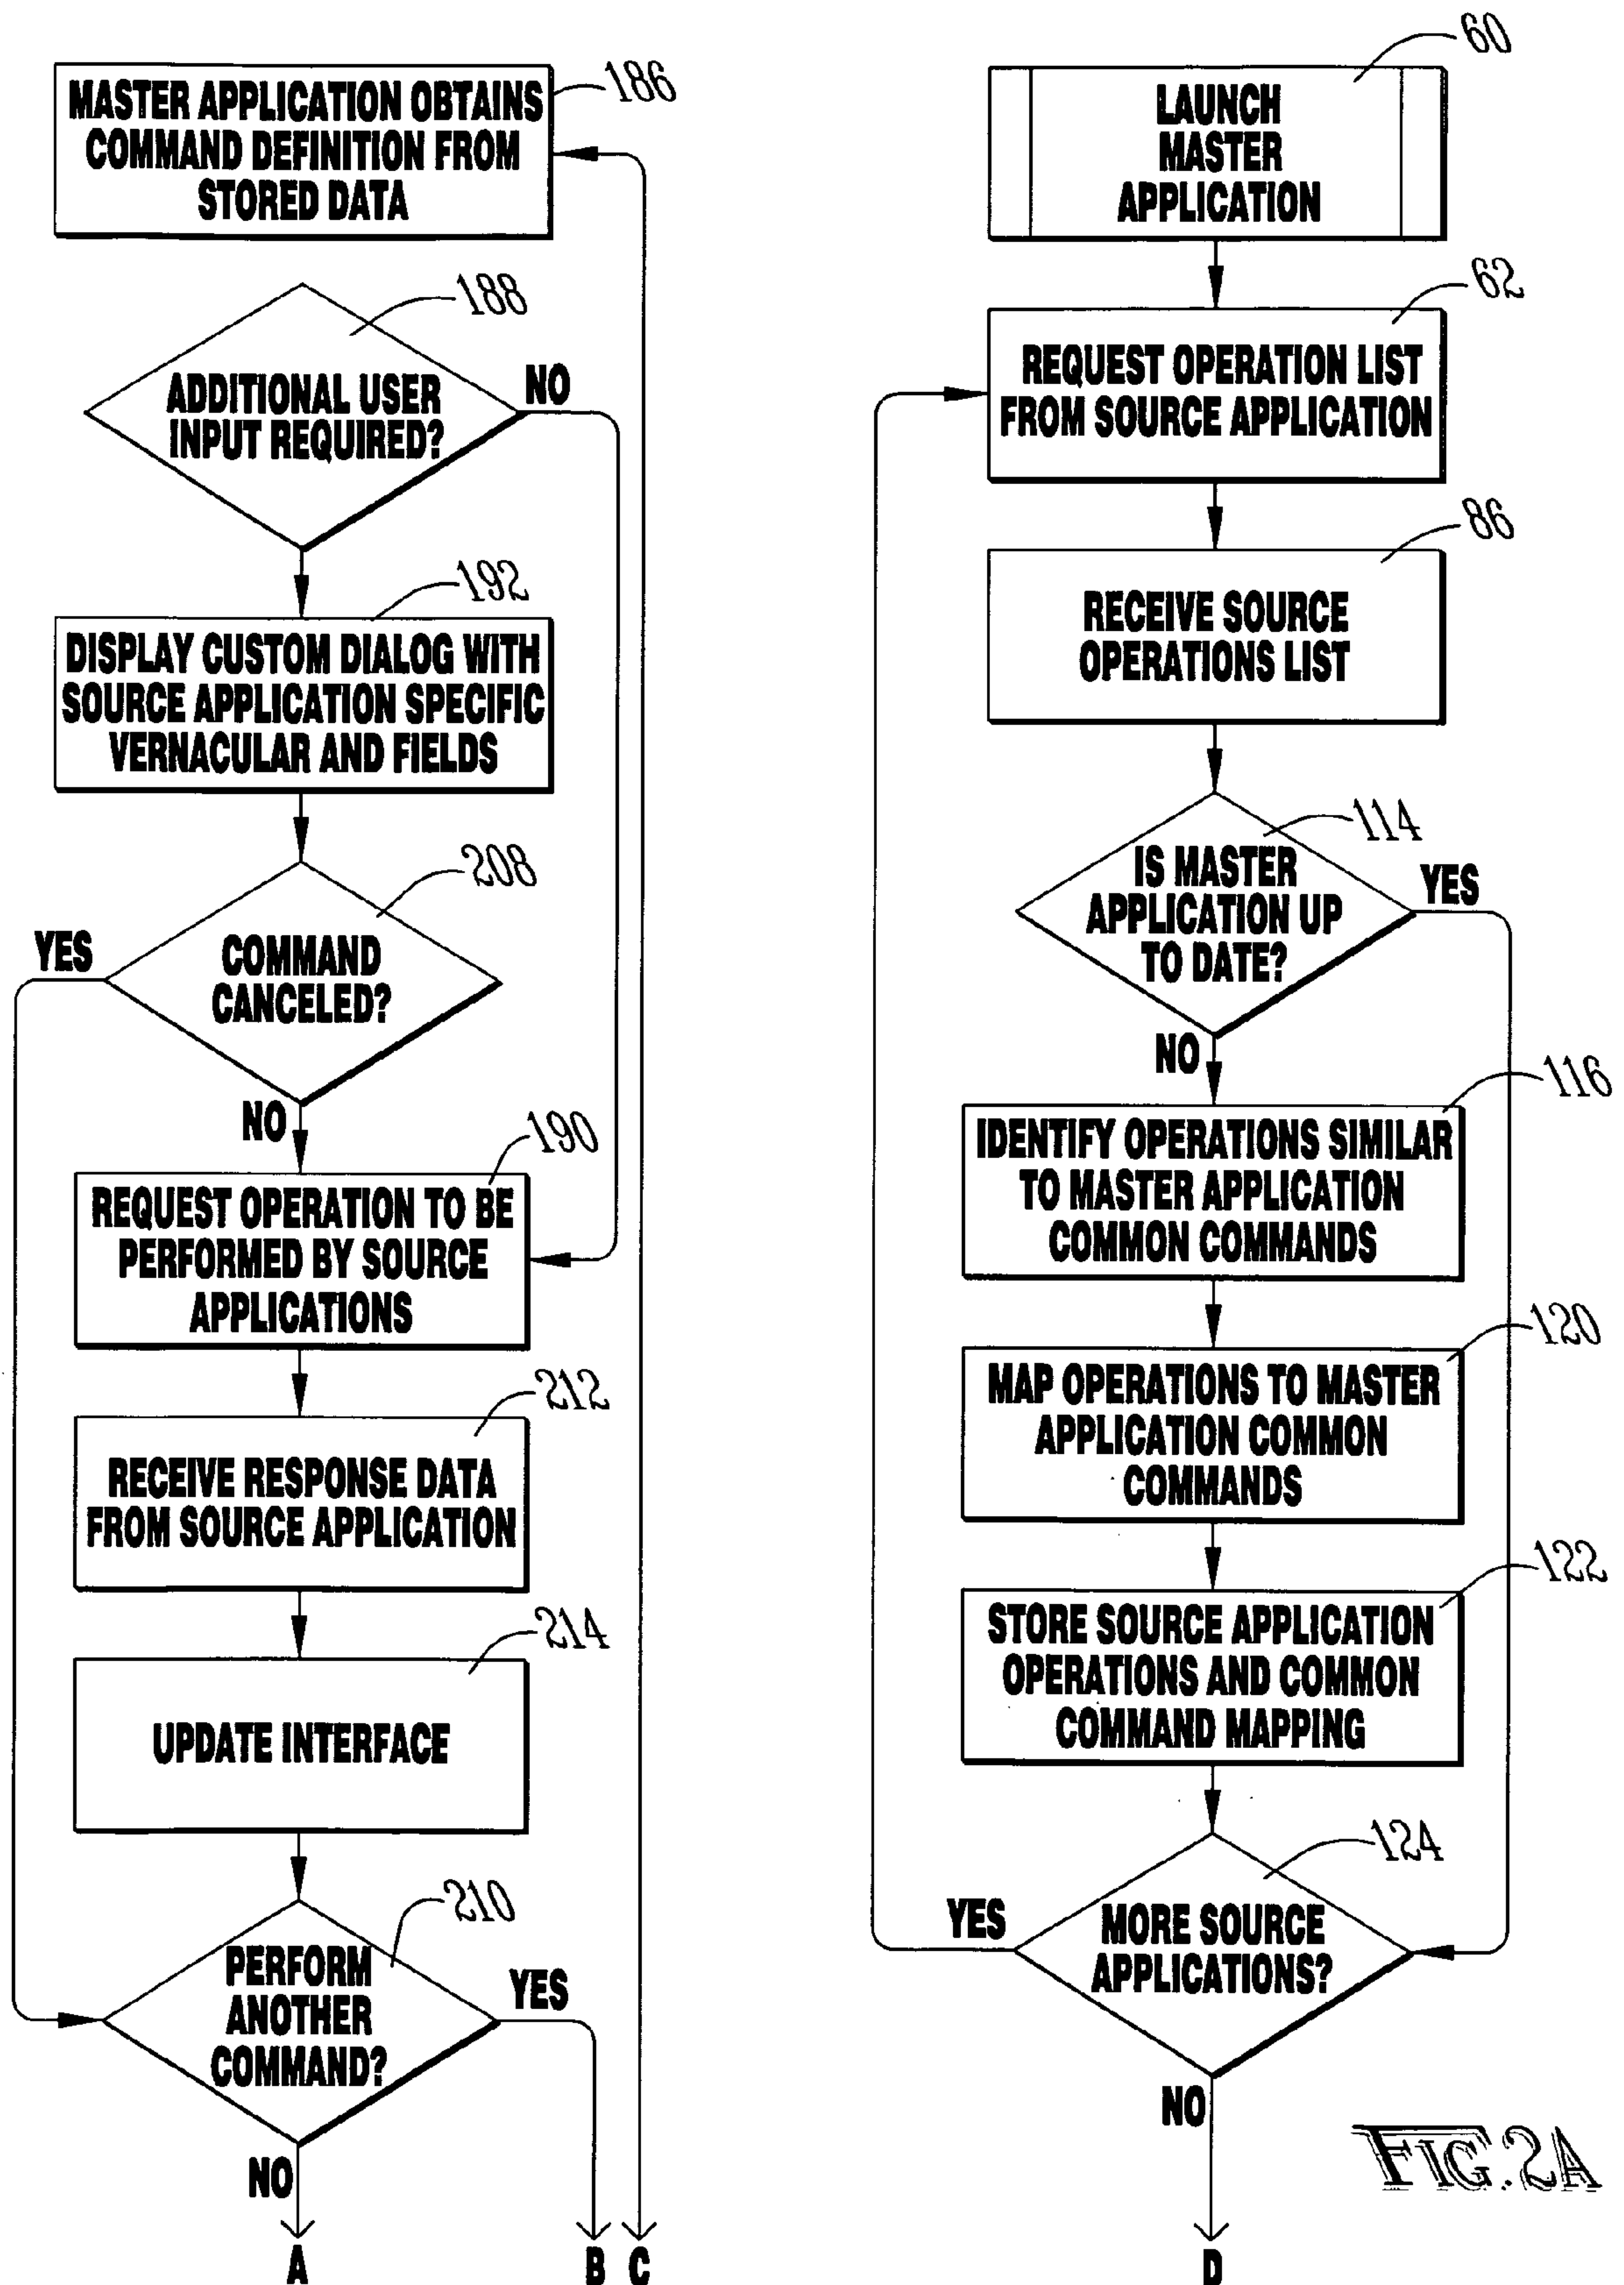 186
MASTER APPLICATION OBTAINS
COMMAND DEFINITION FROM
STORED DATA
188
ADDITIONAL USER
INPUT REQUIRED?
NO
192
DISPLAY CUSTOM DIALOG WITH
SOURCE APPLICATION SPECIFIC
VERNACULAR AND FIELDS
208
YES
COMMAND
CANCELED?
NO
190
REQUEST OPERATION TO BE
PERFORMED BY SOURCE
APPLICATIONS
212
RECEIVE RESPONSE DATA
FROM SOURCE APPLICATION
214
UPDATE INTERFACE
210
PERFORM
ANOTHER
COMMAND?
YES
NO
A
B
C
60
LAUNCH
MASTER
APPLICATION
62
REQUEST OPERATION LIST
FROM SOURCE APPLICATION
86
RECEIVE SOURCE
OPERATIONS LIST
114
IS MASTER
APPLICATION UP
TO DATE?
YES
NO
116
IDENTIFY OPERATIONS SIMILAR
TO MASTER APPLICATION
COMMON COMMANDS
120
MAP OPERATIONS TO MASTER
APPLICATION COMMON
COMMANDS
122
STORE SOURCE APPLICATION
OPERATIONS AND COMMON
COMMAND MAPPING
124
YES
MORE SOURCE
APPLICATIONS?
NO
D
FIG. 2A